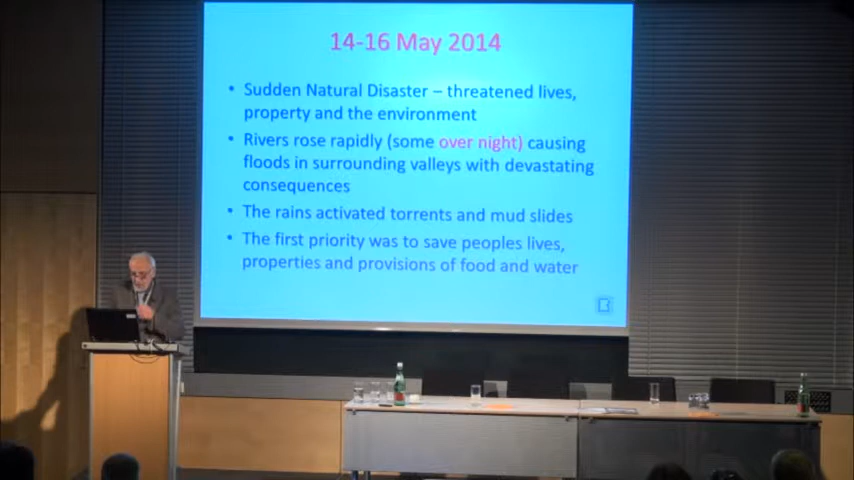 14-16 May 2014
• Sudden Natural Disaster – threatened lives,
property and the environment
• Rivers rose rapidly (some over night) causing
floods in surrounding valleys with devastating
consequences
• The rains activated torrents and mud slides
• The first priority was to save peoples lives,
properties and provisions of food and water